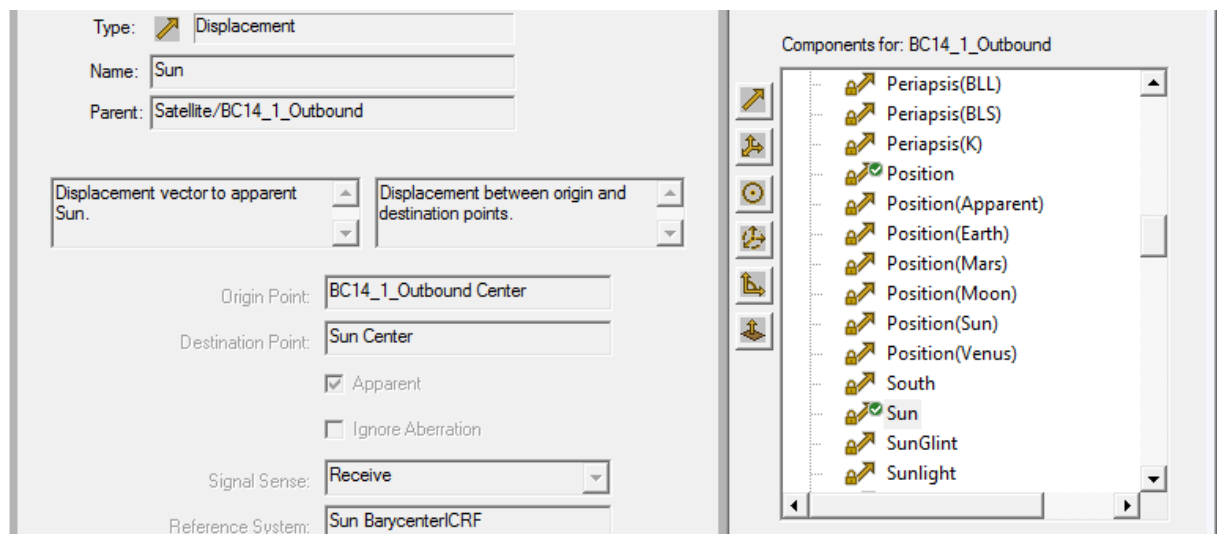 Type: Displacement
Name: Sun
Parent: Satellite/BC14_1_Outbound
Displacement vector to apparent
Sun.
Displacement between origin and
destination points.
Origin Point: BC14_1_Outbound Center
Destination Point: Sun Center
Apparent
Ignore Aberration
Signal Sense: Receive
Reference System: Sun BarycenterICRF
Components for: BC14_1_Outbound
Periapsis(BLL)
Periapsis(BLS)
Periapsis(K)
Position
Position(Apparent)
Position(Earth)
Position(Mars)
Position(Moon)
Position(Sun)
Position(Venus)
South
Sun
SunGlint
Sunlight